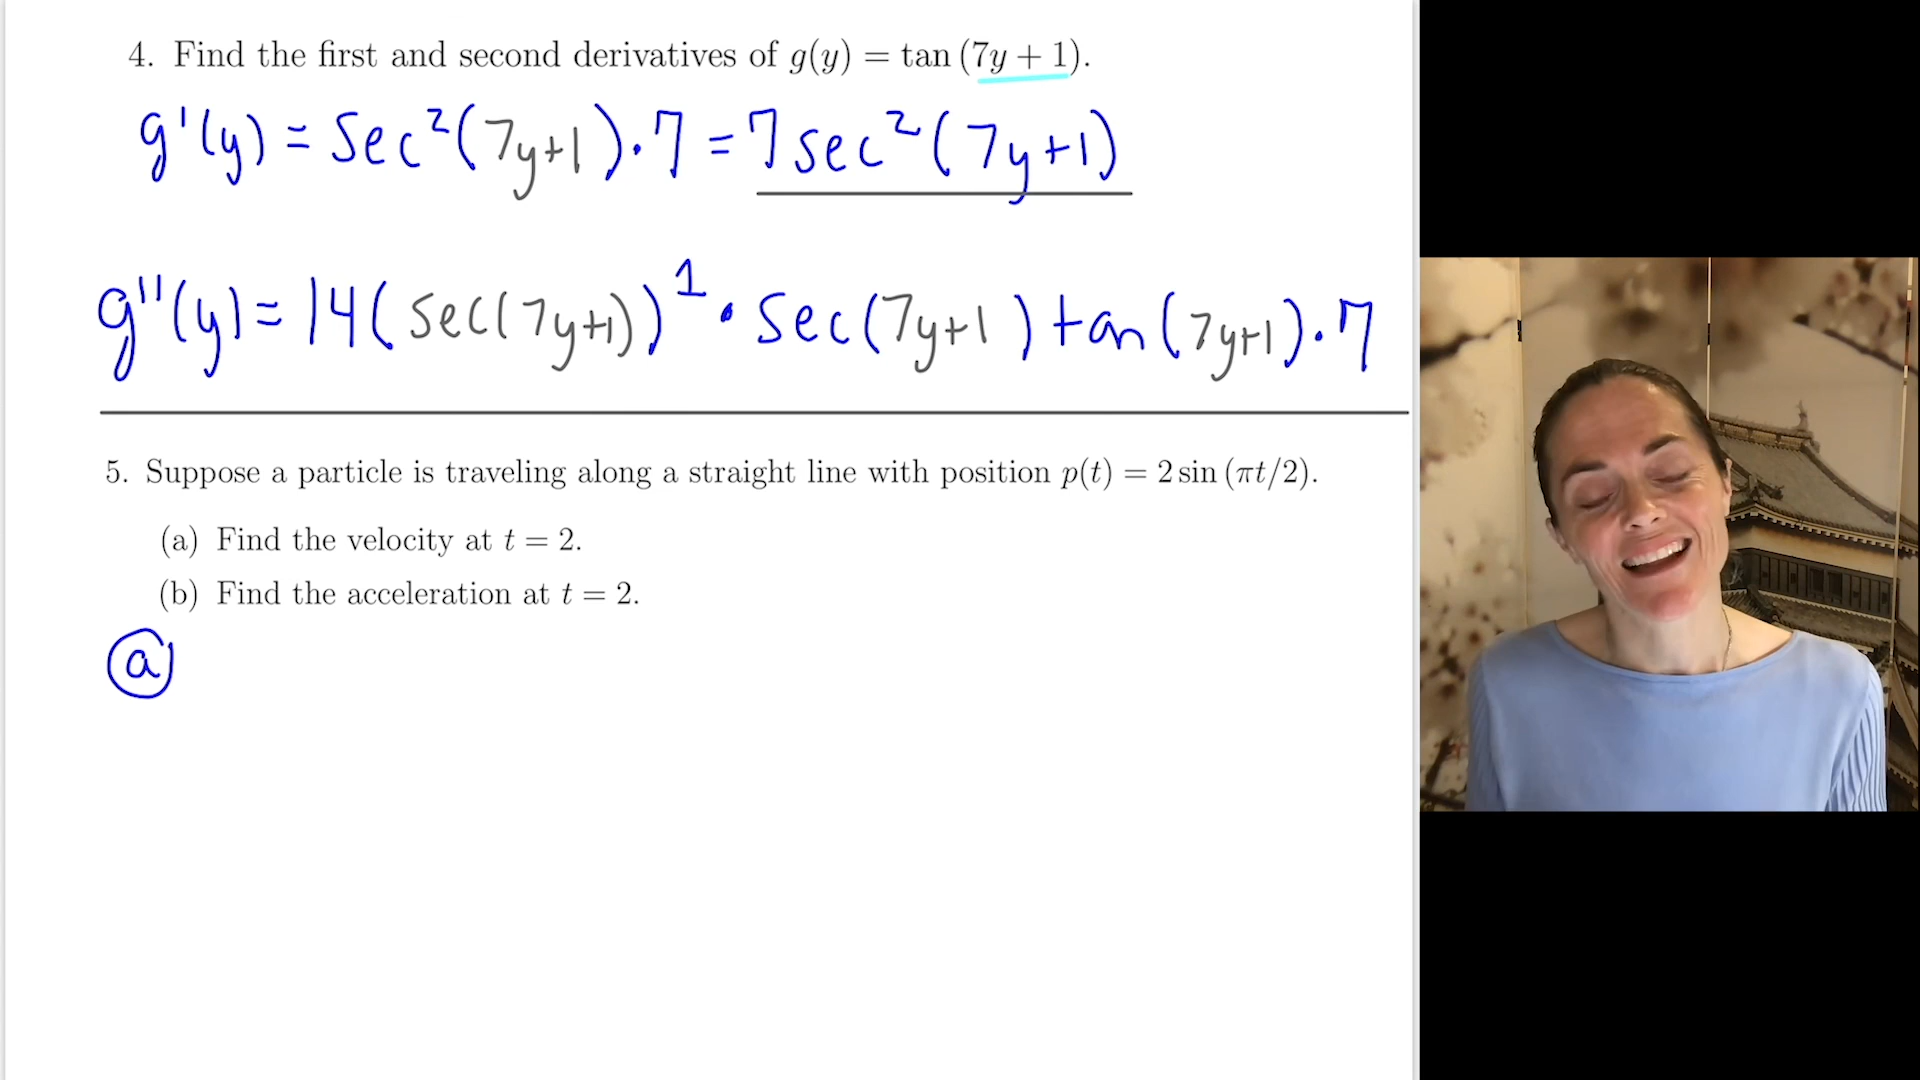 4. Find the first and second derivatives of g(y) = tan (7y + 1).
g'(y) = sec²(7y+1)·7 = 7sec²(7y+1)
g''(y) = 14(sec(7y+1))¹·sec(7y+1)tan(7y+1)·7
5. Suppose a particle is traveling along a straight line with position p(t) = 2 sin (πt/2).
(a) Find the velocity at t = 2.
(b) Find the acceleration at t = 2.
ⓐ